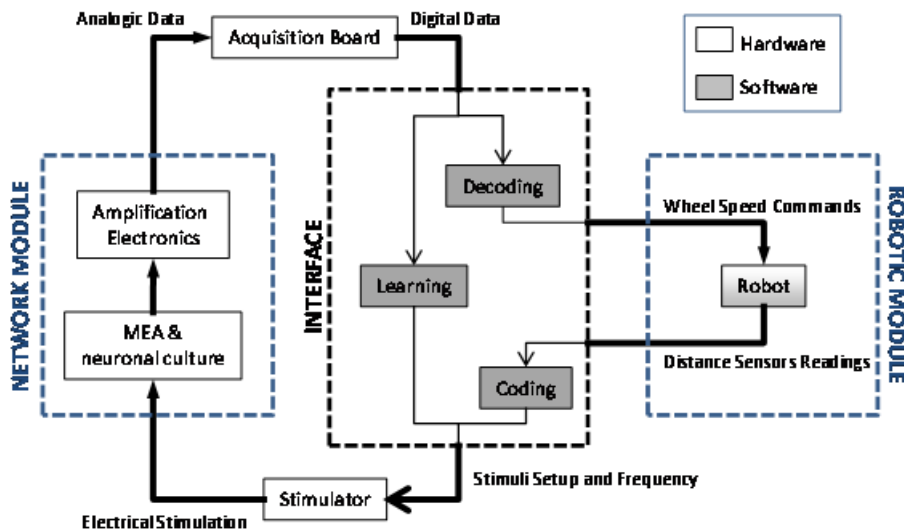 Analogic Data
Digital Data
Acquisition Board
Hardware
Software
NETWORK MODULE
Amplification
Electronics
MEA &
neuronal culture
INTERFACE
Decoding
Learning
Coding
ROBOTIC MODULE
Wheel Speed Commands
Robot
Distance Sensors Readings
Stimuli Setup and Frequency
Stimulator
Electrical Stimulation